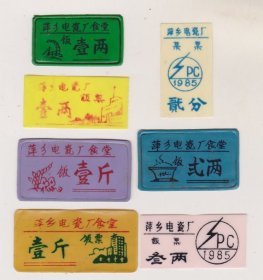 萍乡电瓷厂食堂
饭 壹两
萍乡电瓷厂
饭票
壹两
萍乡电瓷厂食堂
饭 壹斤
萍乡电瓷厂食堂
壹斤 饭票
萍乡电瓷厂
菜票
PC
1985
贰分
萍乡电瓷厂食堂
饭 弍两
萍乡电瓷厂
饭票
叁两
PC
1985